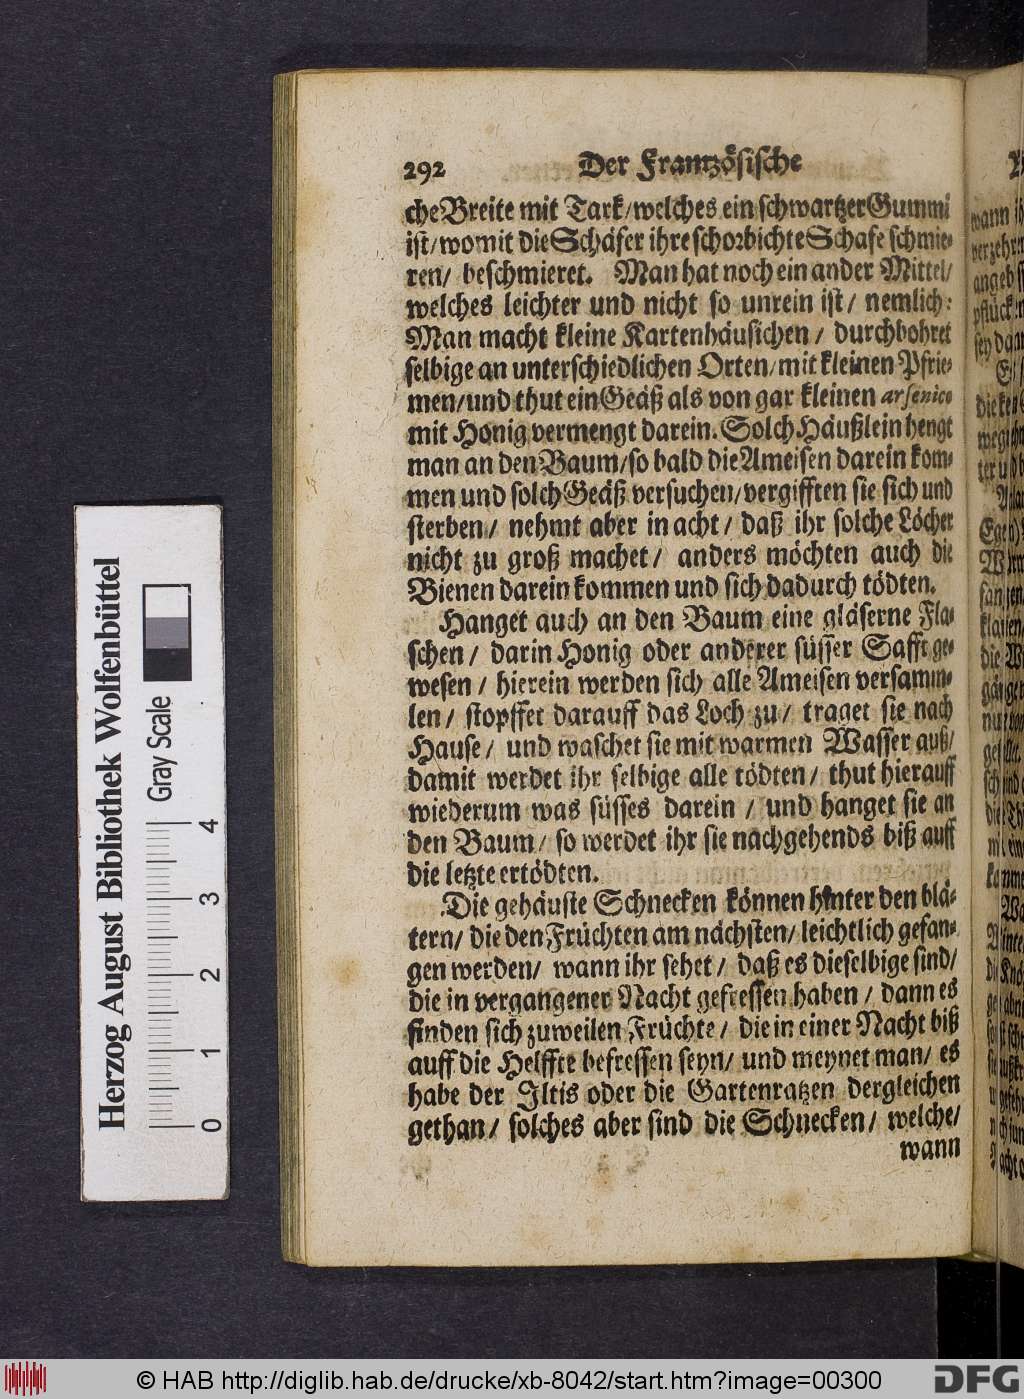 292 Der Frantzösische
che Breite mit Tark/welches ein schwartzer Gummi
ist/womit die Schäfer ihre schorbichte Schafe schmie-
ren/ beschmieret. Man hat noch ein ander Mittel/
welches leichter und nicht so unrein ist/ nemlich:
Man macht kleine Kartenhäusichen/ durchbohret
selbige an unterschiedlichen Orten/mit kleinen Pfrie-
men/und thut ein Geäß als von gar kleinen arsenico
mit Honig vermengt darein. Solch Häußlein hengt
man an den Baum/so bald die Ameisen darein kom-
men und solch Geäß versuchen/vergifften sie sich und
sterben/ nehmt aber in acht/ daß ihr solche Löcher
nicht zu groß machet/ anders möchten auch die
Bienen darein kommen und sich dadurch tödten.
Hanget auch an den Baum eine gläserne Fla-
schen/ darin Honig oder anderer süsser Safft ge-
wesen/ hierein werden sich alle Ameisen versamm-
len/ stopffet darauff das Loch zu/ traget sie nach
Hause/ und waschet sie mit warmen Wasser auß/
damit werdet ihr selbige alle tödten/ thut hierauff
wiederum was süsses darein/ und hanget sie an
den Baum/ so werdet ihr sie nachgehends biß auff
die letzte ertödten.
Die gehäuste Schnecken können hinter den blä-
tern/ die den Früchten am nächsten/ leichtlich gefan-
gen werden/ wann ihr sehet/ daß es dieselbige sind/
die in vergangener Nacht gefressen haben/ dann es
finden sich zuweilen Früchte/ die in einer Nacht biß
auff die Helffte befressen seyn/ und meynet man/ es
habe der Iltis oder die Gartenratzen dergleichen
gethan/ solches aber sind die Schnecken/ welche/
wann
Herzog August Bibliothek Wolfenbüttel
Gray Scale
0 1 2 3 4
© HAB http://diglib.hab.de/drucke/xb-8042/start.htm?image=00300
DFG